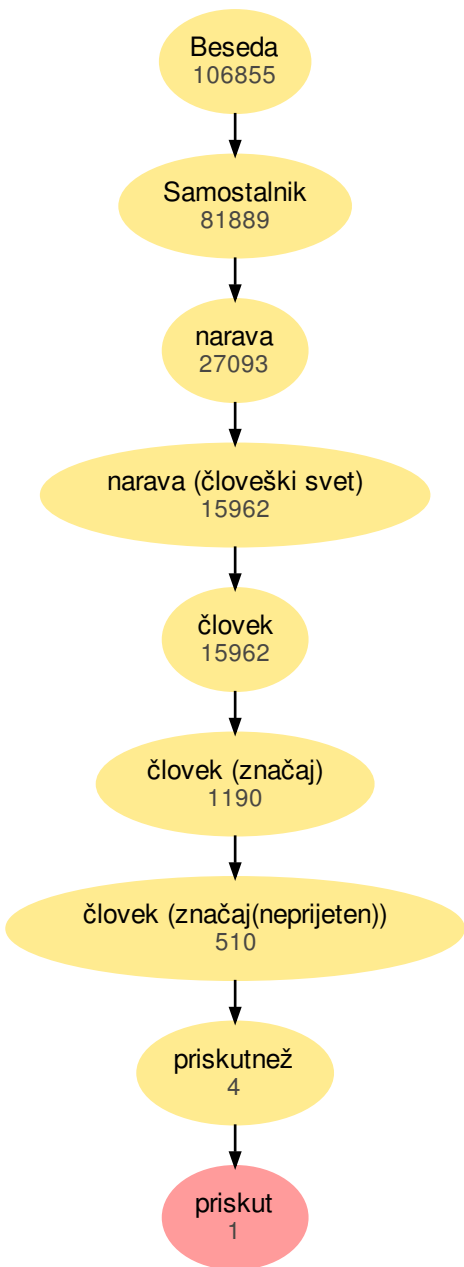 Beseda
106855
Samostalnik
81889
narava
27093
narava (človeški svet)
15962
človek
15962
človek (značaj)
1190
človek (značaj(neprijeten))
510
priskutnež
4
priskut
1